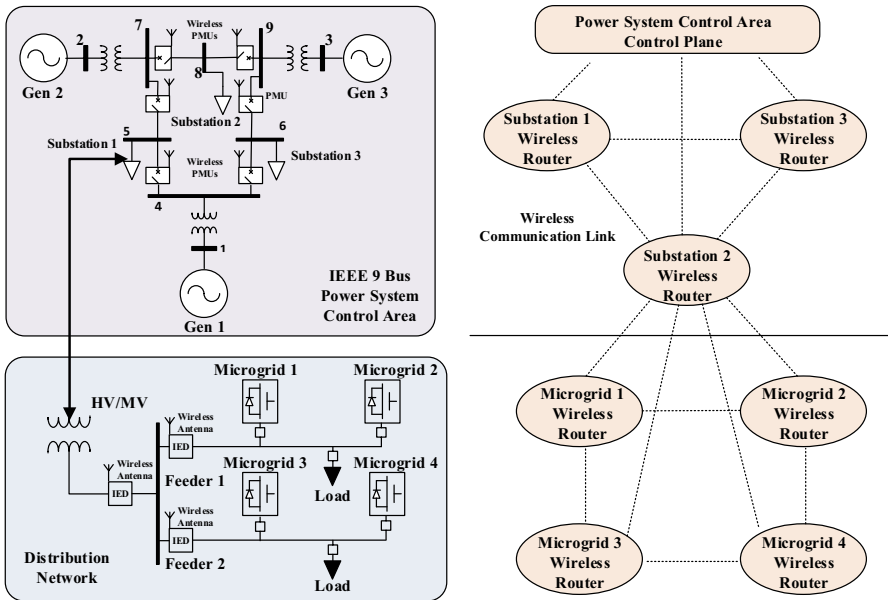 7
Wireless
PMUs
9
2
3
8
Gen 2
Gen 3
PMU
Substation 2
5
6
Substation 1
Substation 3
Wireless
PMUs
4
1
Gen 1
IEEE 9 Bus
Power System
Control Area
HV/MV
Microgrid 1
Microgrid 2
Wireless
Antenna
IED
Feeder 1
Load
Wireless
Antenna
IED
Microgrid 3
Microgrid 4
Wireless
Antenna
IED
Feeder 2
Load
Distribution
Network
Power System Control Area
Control Plane
Substation 1
Wireless
Router
Substation 3
Wireless
Router
Wireless
Communication Link
Substation 2
Wireless
Router
Microgrid 1
Wireless
Router
Microgrid 2
Wireless
Router
Microgrid 3
Wireless
Router
Microgrid 4
Wireless
Router